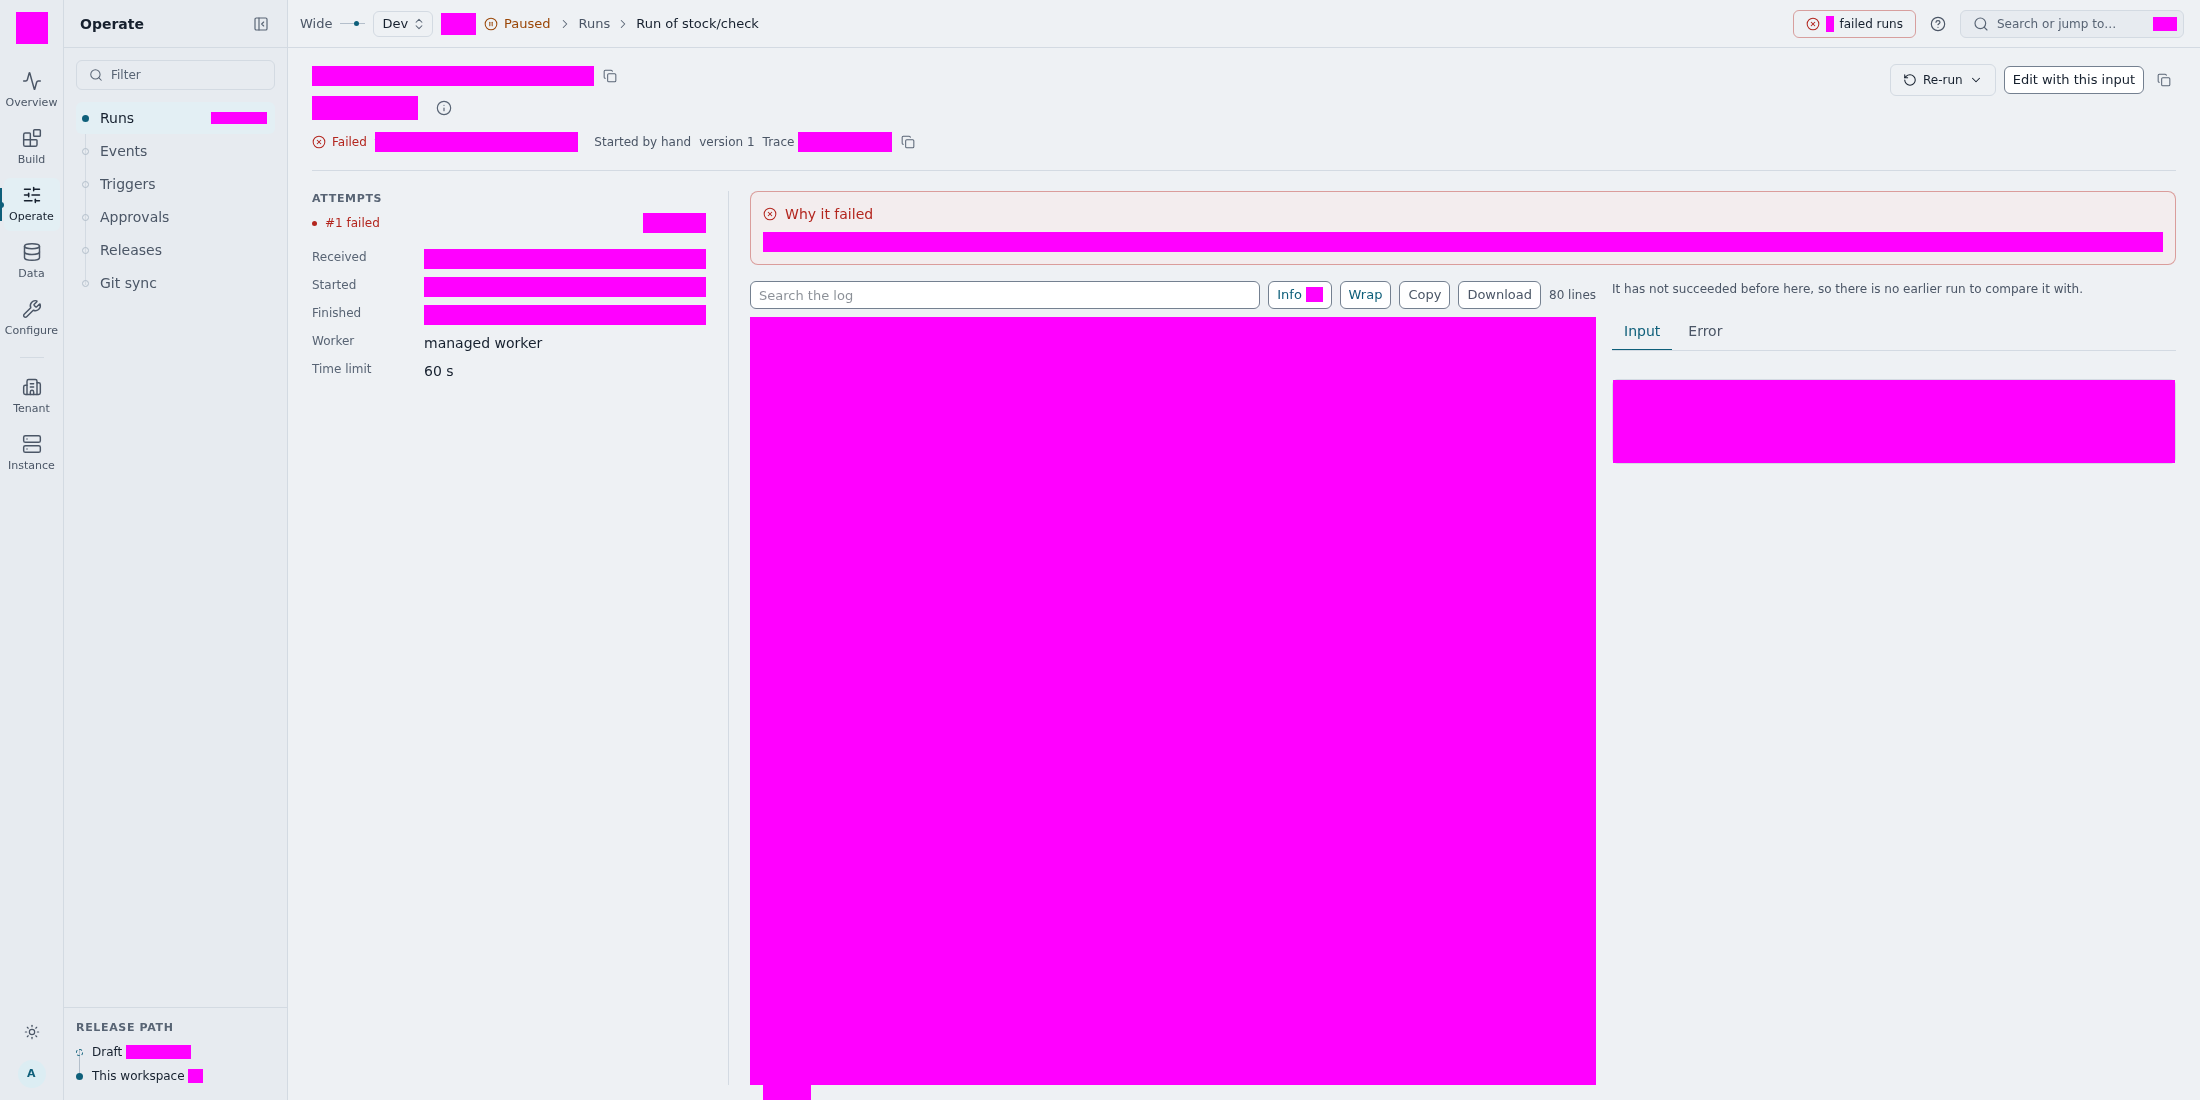 Operate
Wide
Dev
Paused
Runs
Run of stock/check
failed runs
Search or jump to...
Overview
Build
Operate
Data
Configure
Tenant
Instance
A
Filter
Runs
Events
Triggers
Approvals
Releases
Git sync
RELEASE PATH
Draft
This workspace
Re-run
Edit with this input
Failed
Started by hand version 1 Trace
ATTEMPTS
#1 failed
Received
Started
Finished
Worker managed worker
Time limit 60 s
Why it failed
Search the log
Info
Wrap
Copy
Download
80 lines
It has not succeeded before here, so there is no earlier run to compare it with.
Input
Error